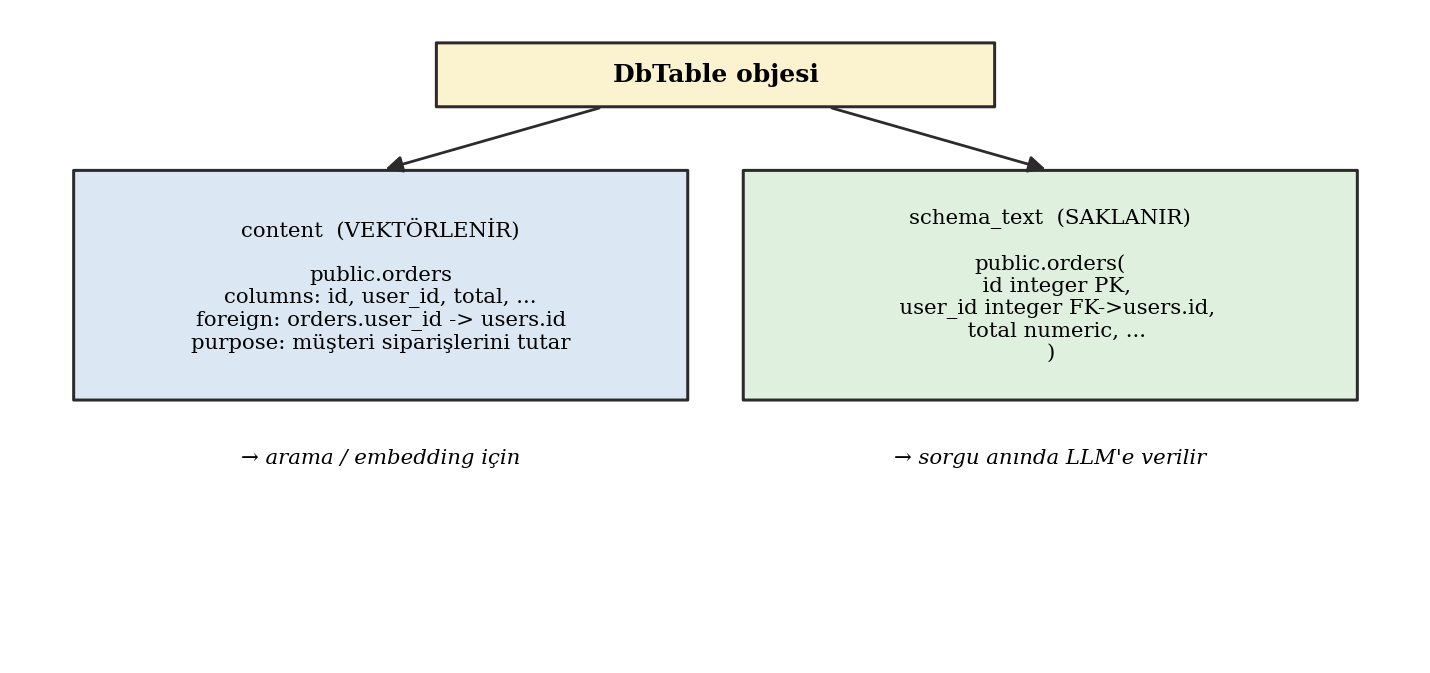 DbTable objesi
content (VEKTÖRLENİR)
public.orders
columns: id, user_id, total, ...
foreign: orders.user_id -> users.id
purpose: müşteri siparişlerini tutar
→ arama / embedding için
schema_text (SAKLANIR)
public.orders(
id integer PK,
user_id integer FK->users.id,
total numeric, ...
)
→ sorgu anında LLM'e verilir